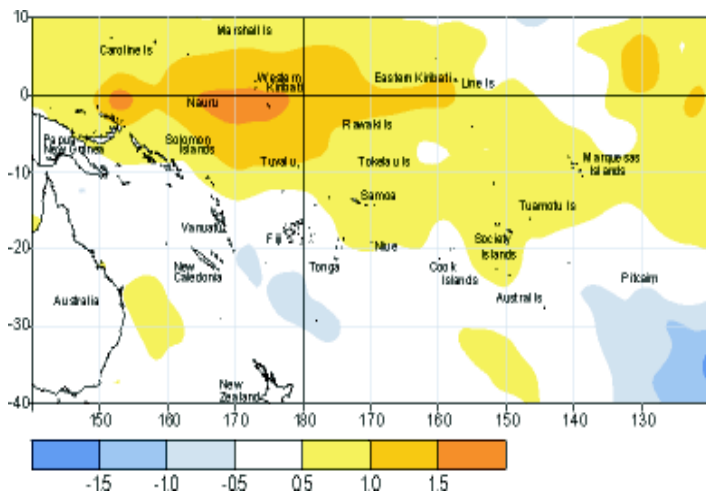 10
Marshall Is
Caroline Is
Western
Kiribati
Eastern Kiribati
Line Is
0
Nauru
Rawaki Is
Papua
New Guinea
Solomon
Islands
Tuvalu
Tokelau Is
Marquesas
Islands
-10
Samoa
Tuamotu Is
Vanuatu
Fiji
Society
Islands
-20
Niue
New
Caledonia
Tonga
Cook
Islands
Pitcairn
Australia
Austral Is
-30
New
Zealand
-40
150 160 170 180 170 160 150 140 130
-1.5 -1.0 -0.5 0.5 1.0 1.5